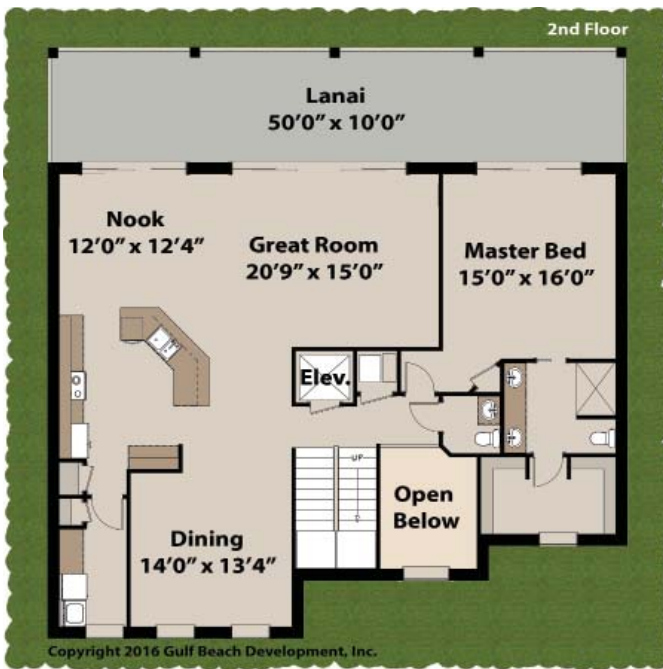 2nd Floor
Lanai
50’0” x 10’0”
Nook
12’0” x 12’4”
Great Room
20’9” x 15’0”
Master Bed
15’0” x 16’0”
Elev.
UP
Open
Below
Dining
14’0” x 13’4”
Copyright 2016 Gulf Beach Development, Inc.